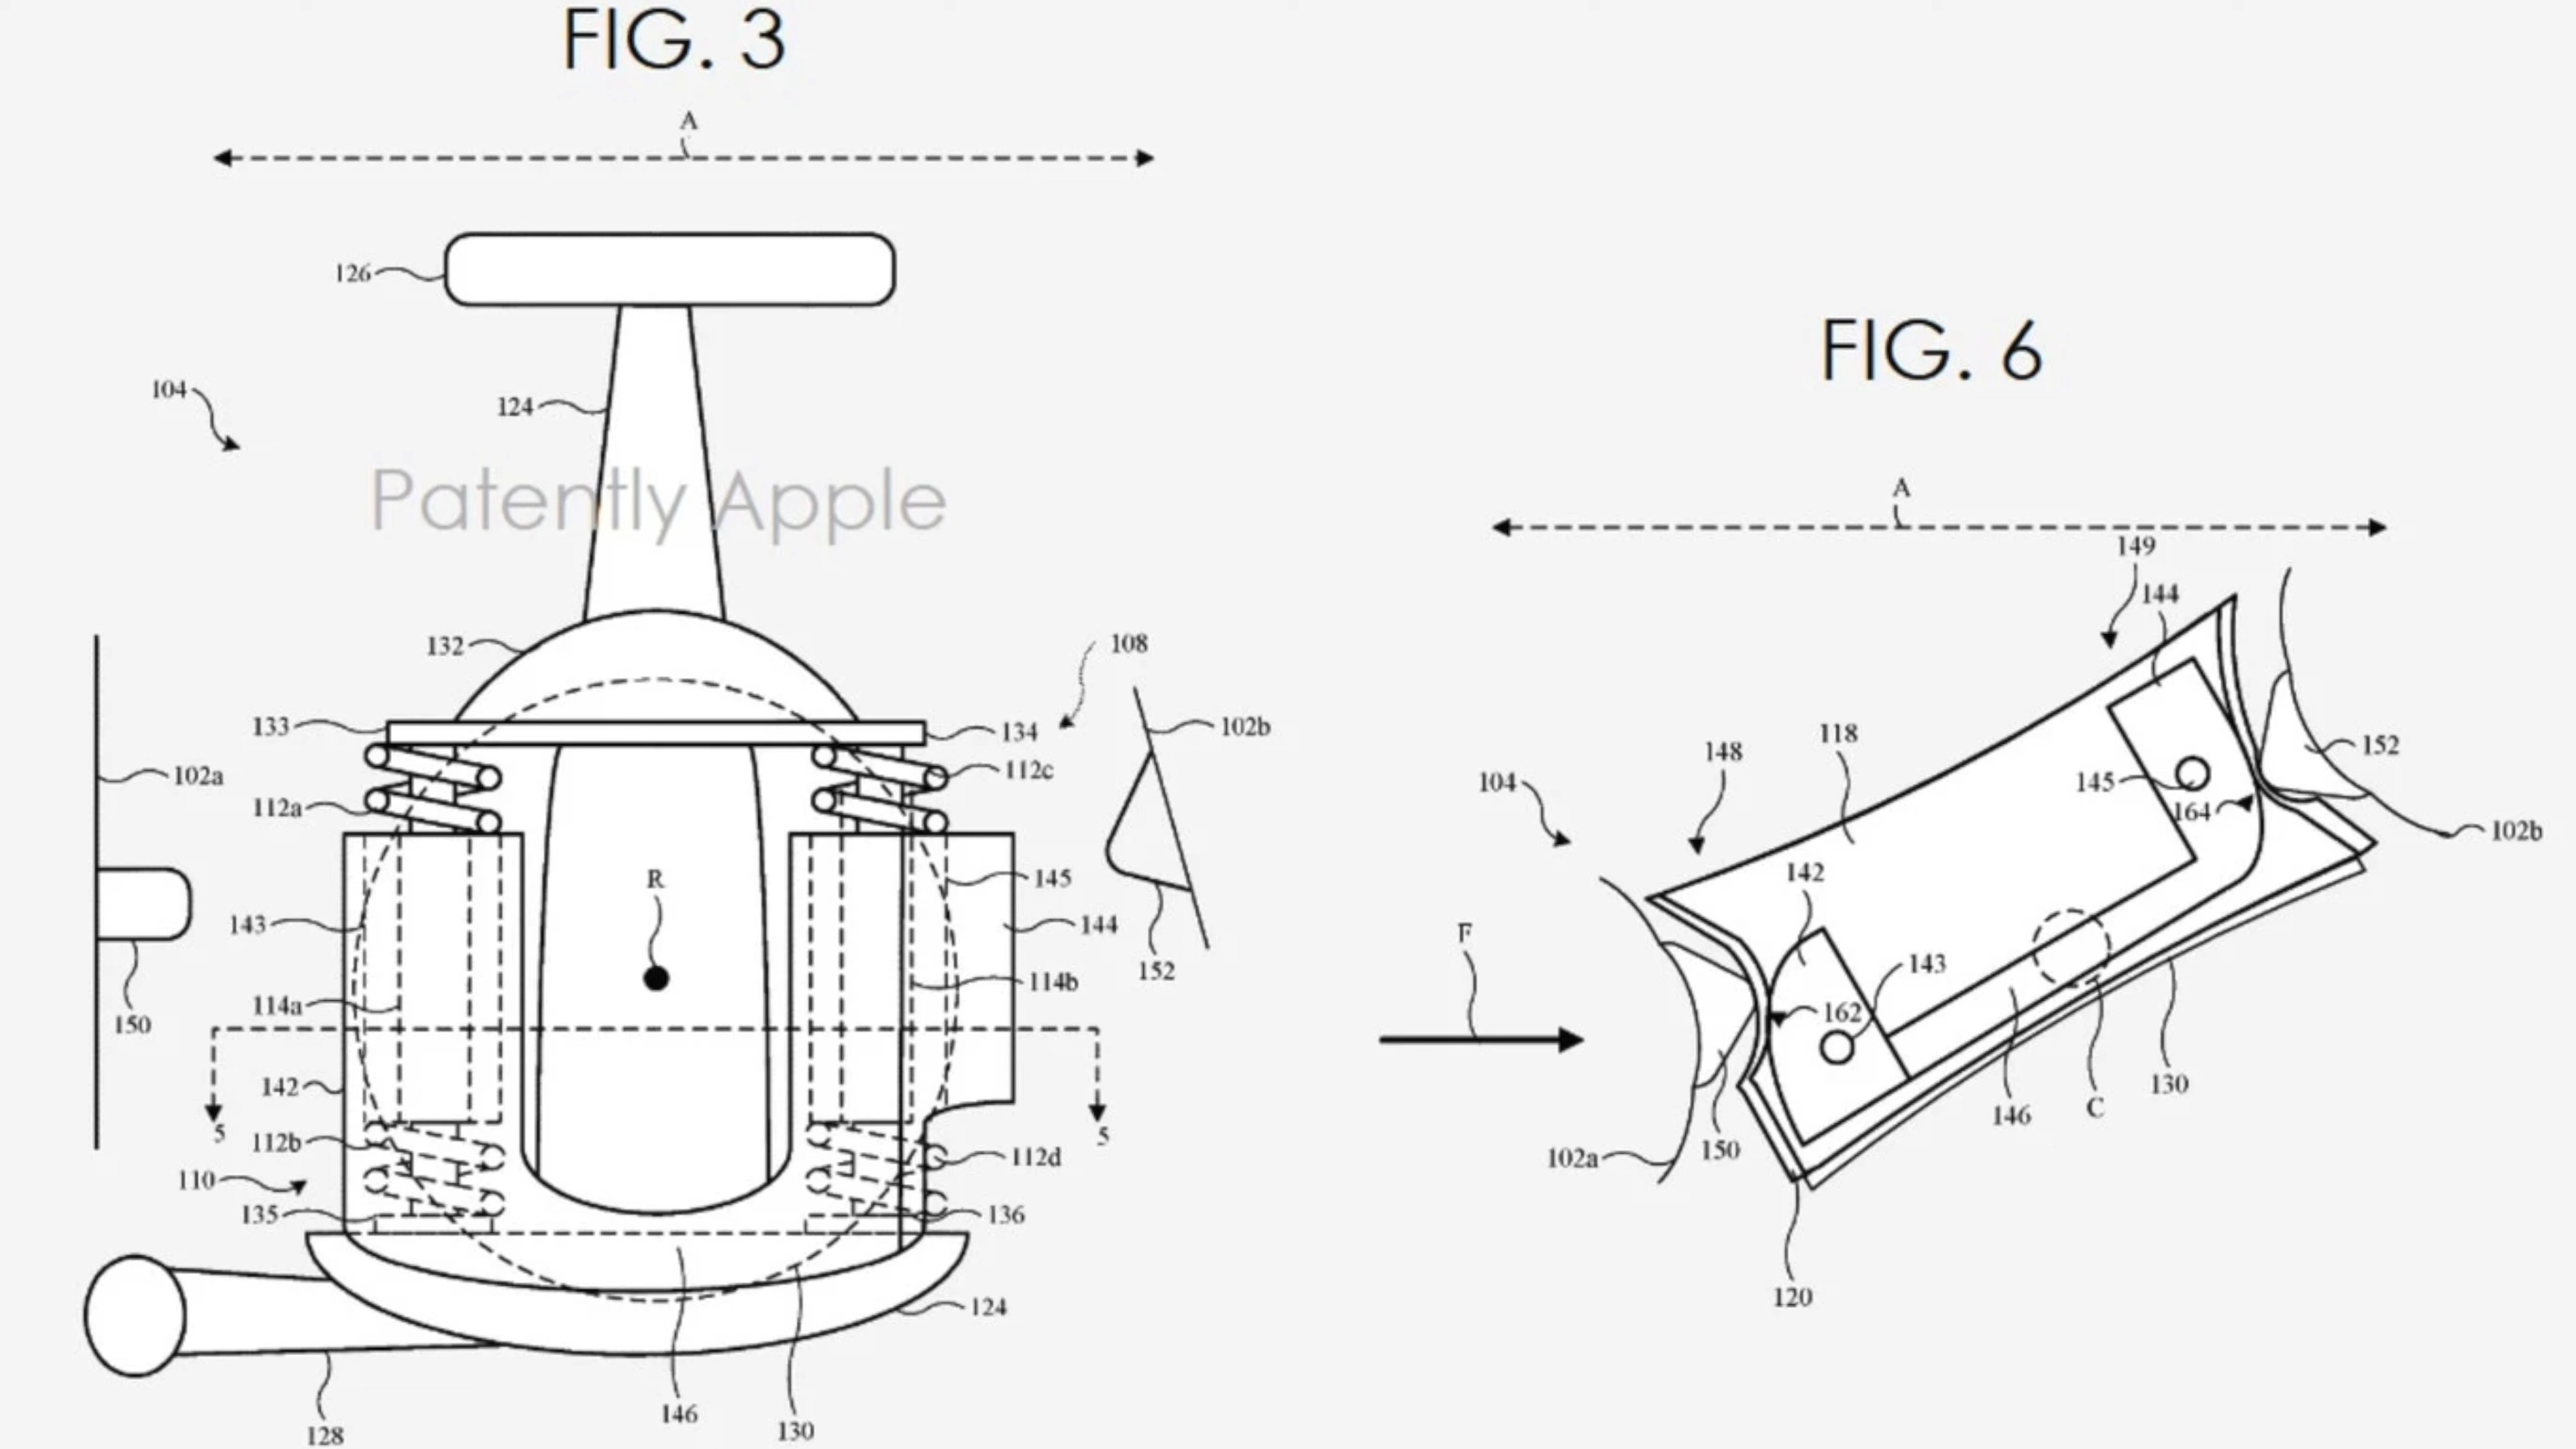 FIG. 3
A
126
104
124
Patently Apple
132
108
133
134
102b
102a
112c
112a
145
R
143
144
152
114b
114a
150
142
5
5
112b
112d
110
135
136
124
146
130
128
FIG. 6
A
149
144
118
148
152
104
145
164
102b
142
F
143
162
130
C
146
150
102a
120